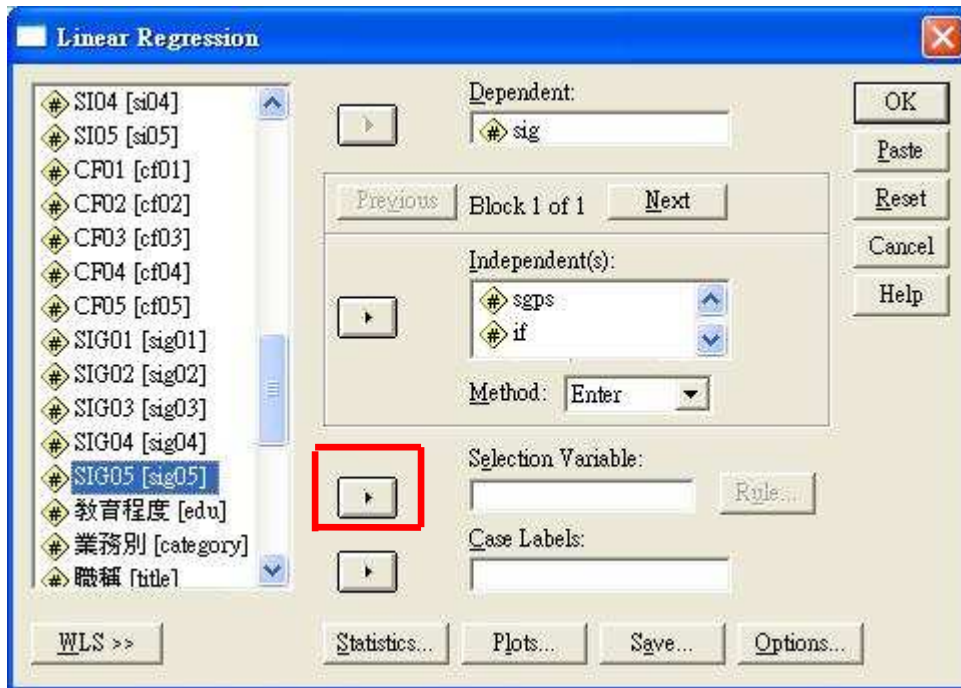 Linear Regression
SI04 [si04]
SI05 [si05]
CF01 [cf01]
CF02 [cf02]
CF03 [cf03]
CF04 [cf04]
CF05 [cf05]
SIG01 [sig01]
SIG02 [sig02]
SIG03 [sig03]
SIG04 [sig04]
SIG05 [sig05]
教育程度 [edu]
業務別 [category]
職稱 [title]
WLS >>
Dependent:
sig
Previous
Block 1 of 1
Next
Independent(s):
sgps
if
Method:
Enter
Selection Variable:
Rule...
Case Labels:
Statistics...
Plots...
Save...
Options...
OK
Paste
Reset
Cancel
Help